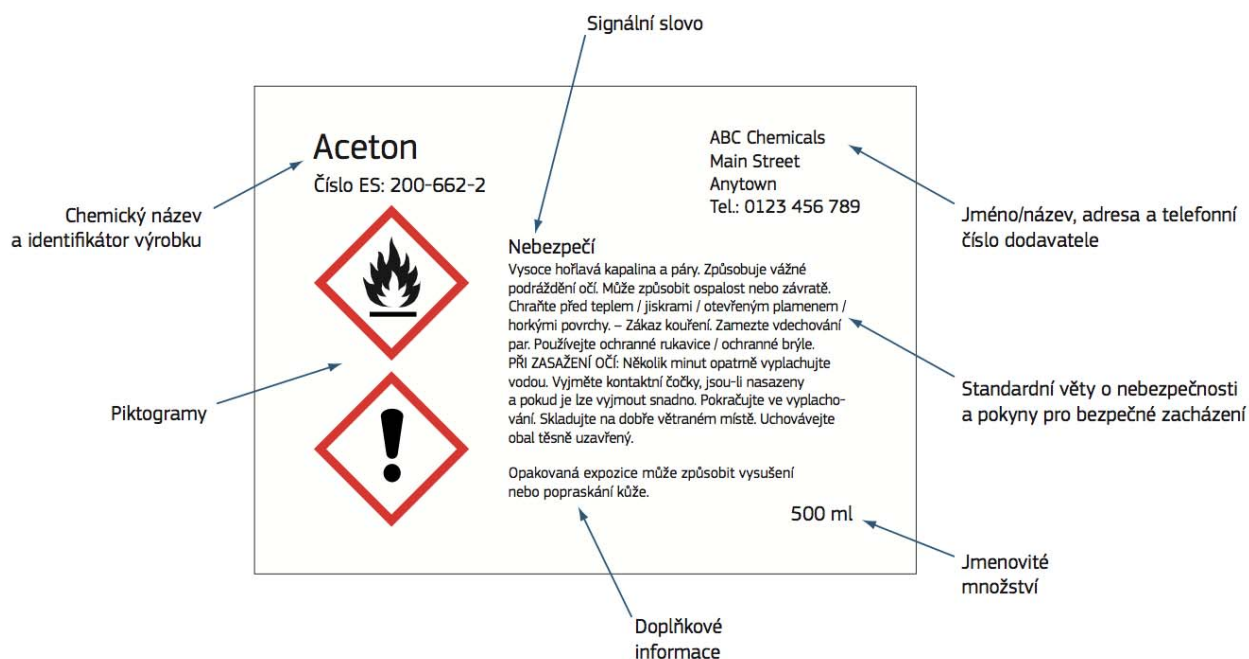 Signální slovo
Aceton
Číslo ES: 200-662-2
ABC Chemicals
Main Street
Anytown
Tel.: 0123 456 789
Chemický název
a identifikátor výrobku
Jméno/název, adresa a telefonní
číslo dodavatele
Nebezpečí
Vysoce hořlavá kapalina a páry. Způsobuje vážné
podráždění očí. Může způsobit ospalost nebo závratě.
Chraňte před teplem / jiskrami / otevřeným plamenem /
horkými povrchy. – Zákaz kouření. Zamezte vdechování
par. Používejte ochranné rukavice / ochranné brýle.
PŘI ZASAŽENÍ OČÍ: Několik minut opatrně vyplachujte
vodou. Vyjměte kontaktní čočky, jsou-li nasazeny
a pokud je lze vyjmout snadno. Pokračujte ve vyplacho-
vání. Skladujte na dobře větraném místě. Uchovávejte
obal těsně uzavřený.
Piktogramy
Standardní věty o nebezpečnosti
a pokyny pro bezpečné zacházení
Opakovaná expozice může způsobit vysušení
nebo popraskání kůže.
500 ml
Jmenovité
množství
Doplňkové
informace